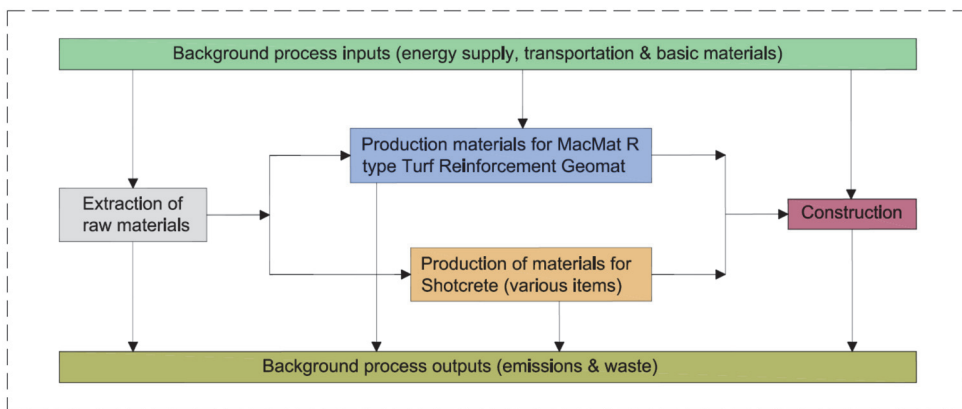 Background process inputs (energy supply, transportation & basic materials)
Production materials for MacMat R
type Turf Reinforcement Geomat
Extraction of
raw materials
Construction
Production of materials for
Shotcrete (various items)
Background process outputs (emissions & waste)